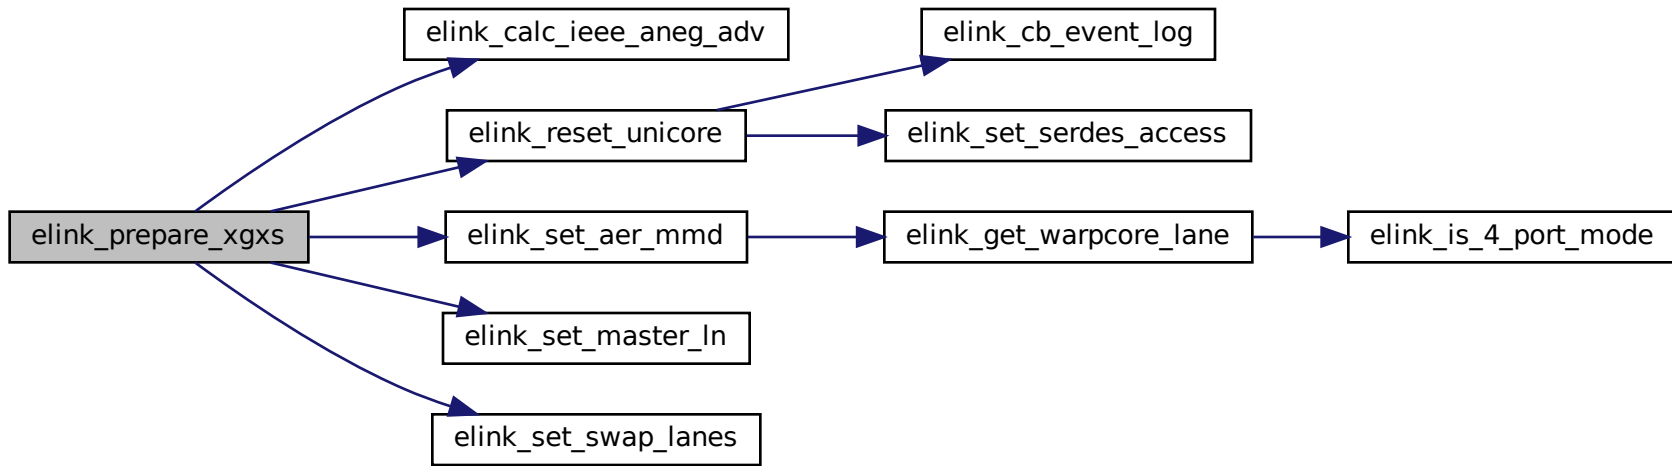 elink_calc_ieee_aneg_adv
elink_cb_event_log
elink_reset_unicore
elink_set_serdes_access
elink_prepare_xgxs
elink_set_aer_mmd
elink_get_warpcore_lane
elink_is_4_port_mode
elink_set_master_ln
elink_set_swap_lanes